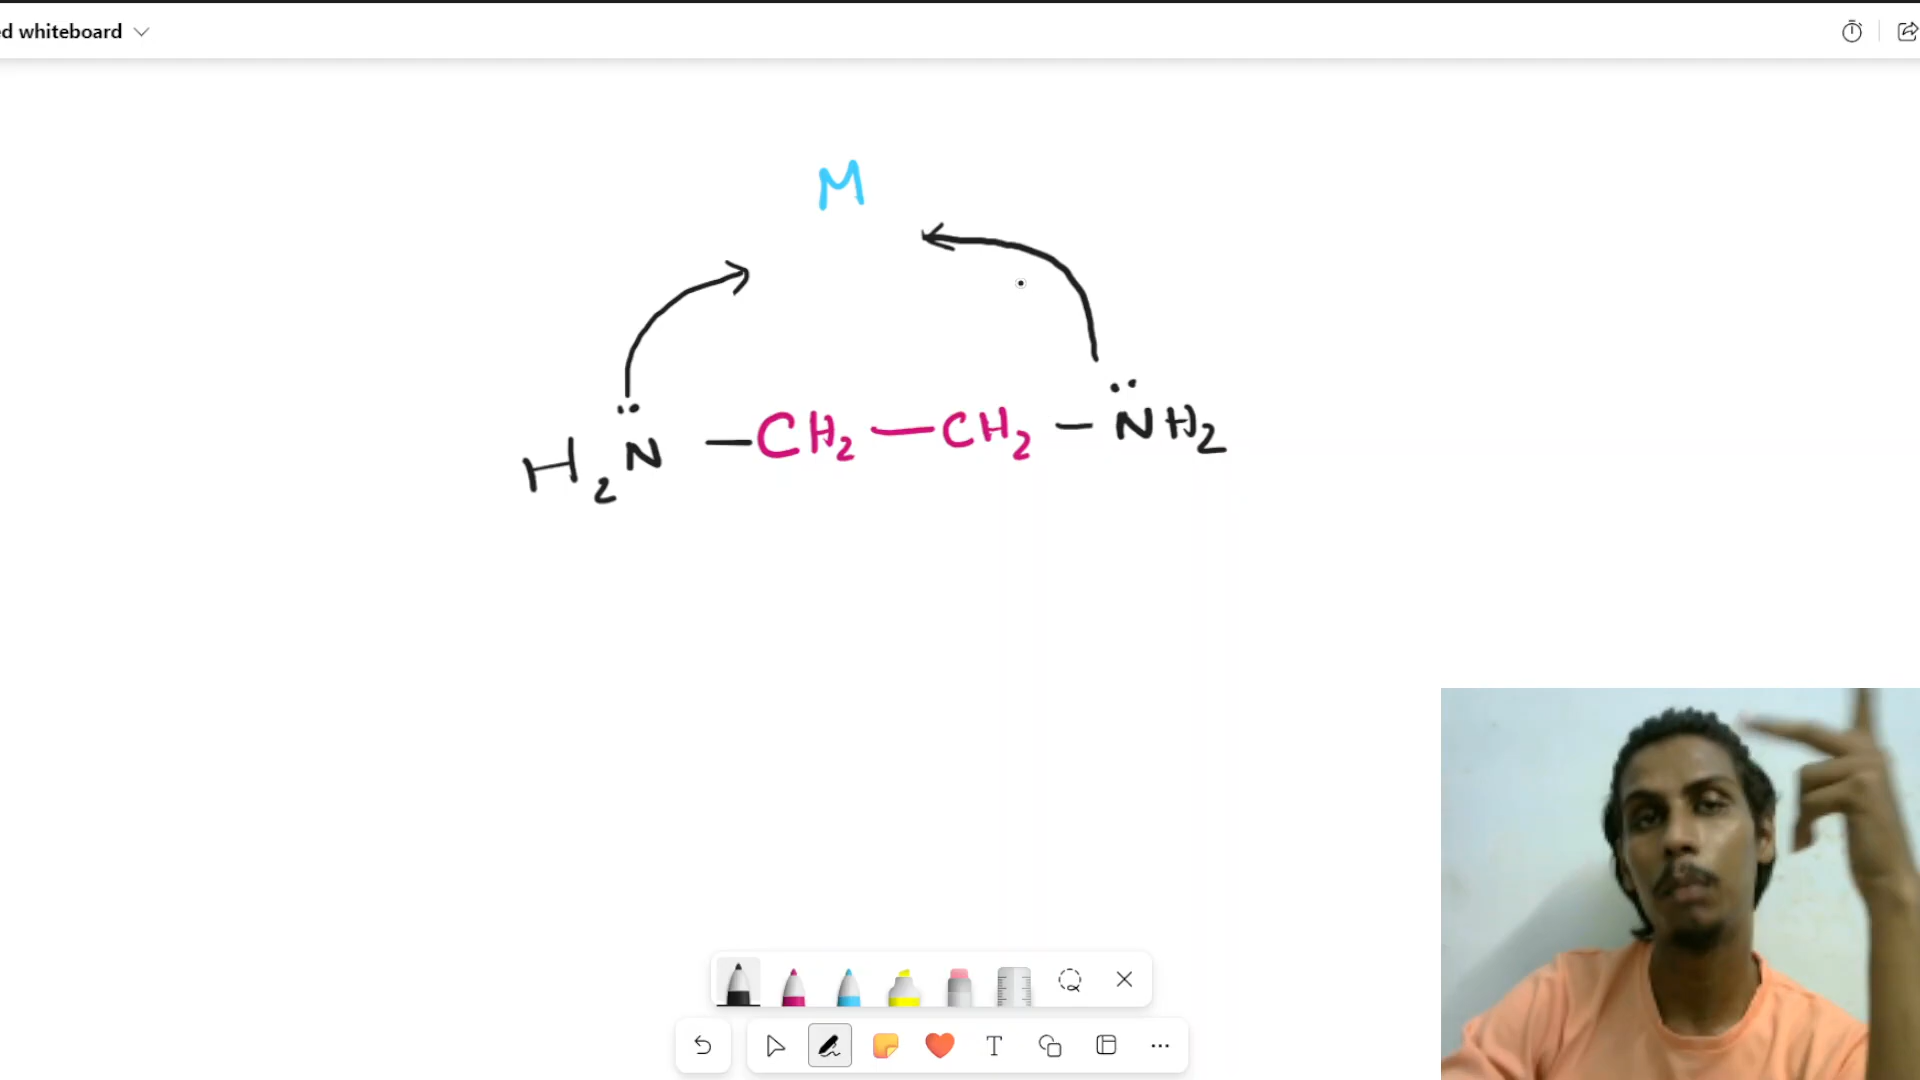 d whiteboard
M
H₂N̈ — CH₂ — CH₂ — N̈H₂
T